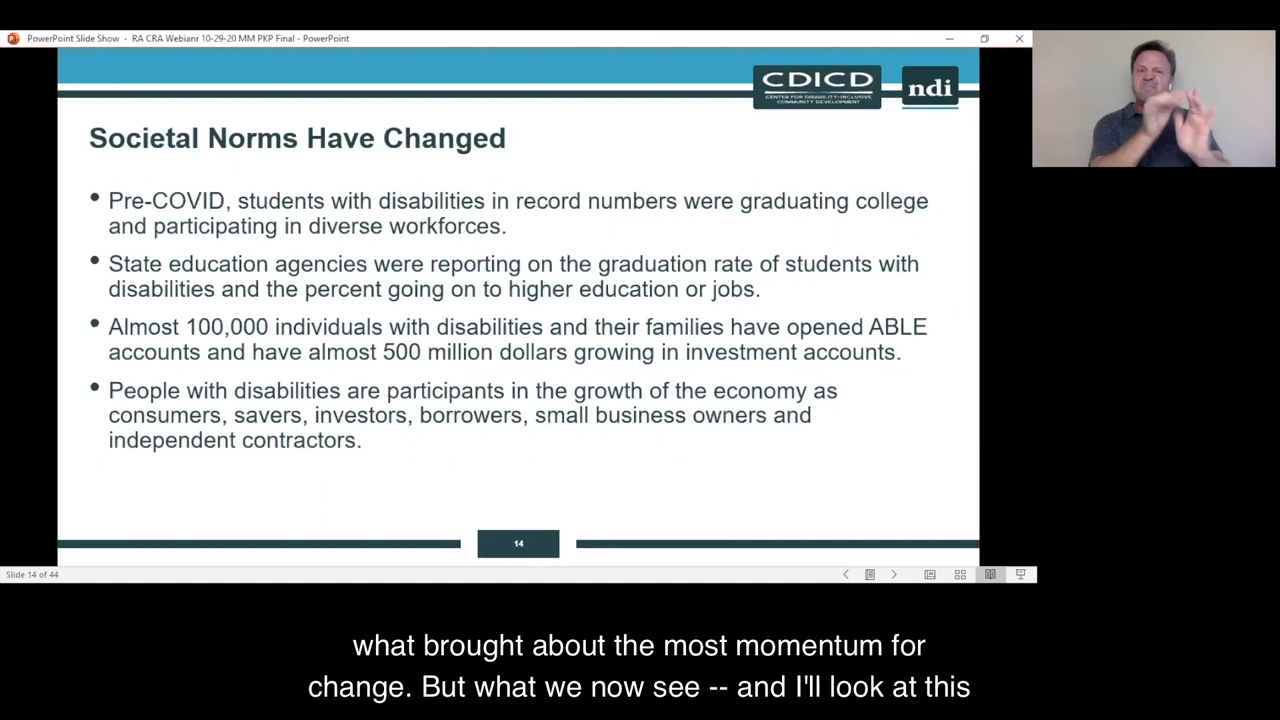 PowerPoint Slide Show - RA CRA Webianr 10-29-20 MM PKP Final - PowerPoint
CDICD
CENTER FOR DISABILITY-INCLUSIVE
COMMUNITY DEVELOPMENT
ndi
Societal Norms Have Changed
• Pre-COVID, students with disabilities in record numbers were graduating college
and participating in diverse workforces.
• State education agencies were reporting on the graduation rate of students with
disabilities and the percent going on to higher education or jobs.
• Almost 100,000 individuals with disabilities and their families have opened ABLE
accounts and have almost 500 million dollars growing in investment accounts.
• People with disabilities are participants in the growth of the economy as
consumers, savers, investors, borrowers, small business owners and
independent contractors.
14
Slide 14 of 44
what brought about the most momentum for
change. But what we now see -- and I'll look at this